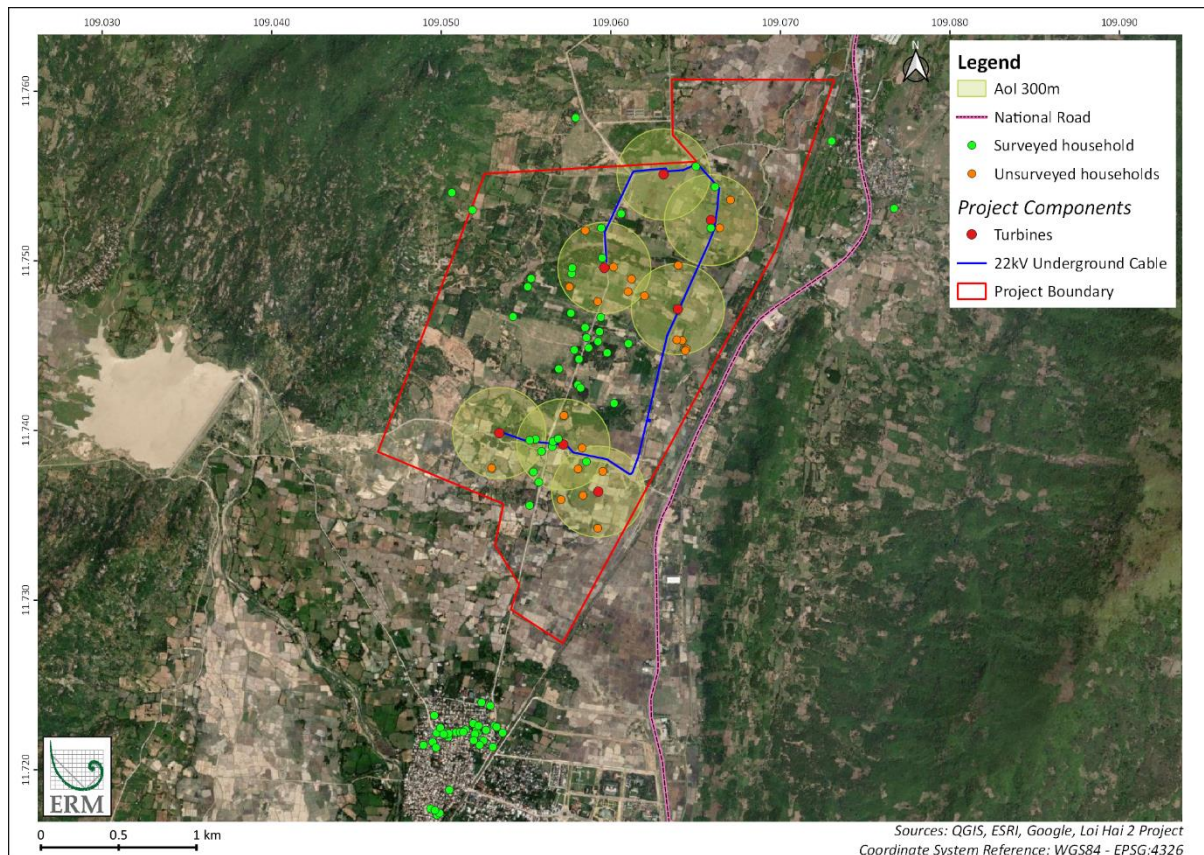 109.030
109.040
109.050
109.060
109.070
109.080
109.090
11.760
11.750
11.740
11.730
11.720
N
Legend
AoI 300m
National Road
Surveyed household
Unsurveyed households
Project Components
Turbines
22kV Underground Cable
Project Boundary
ERM
0 0.5 1 km
Sources: QGIS, ESRI, Google, Loi Hai 2 Project
Coordinate System Reference: WGS84 - EPSG:4326